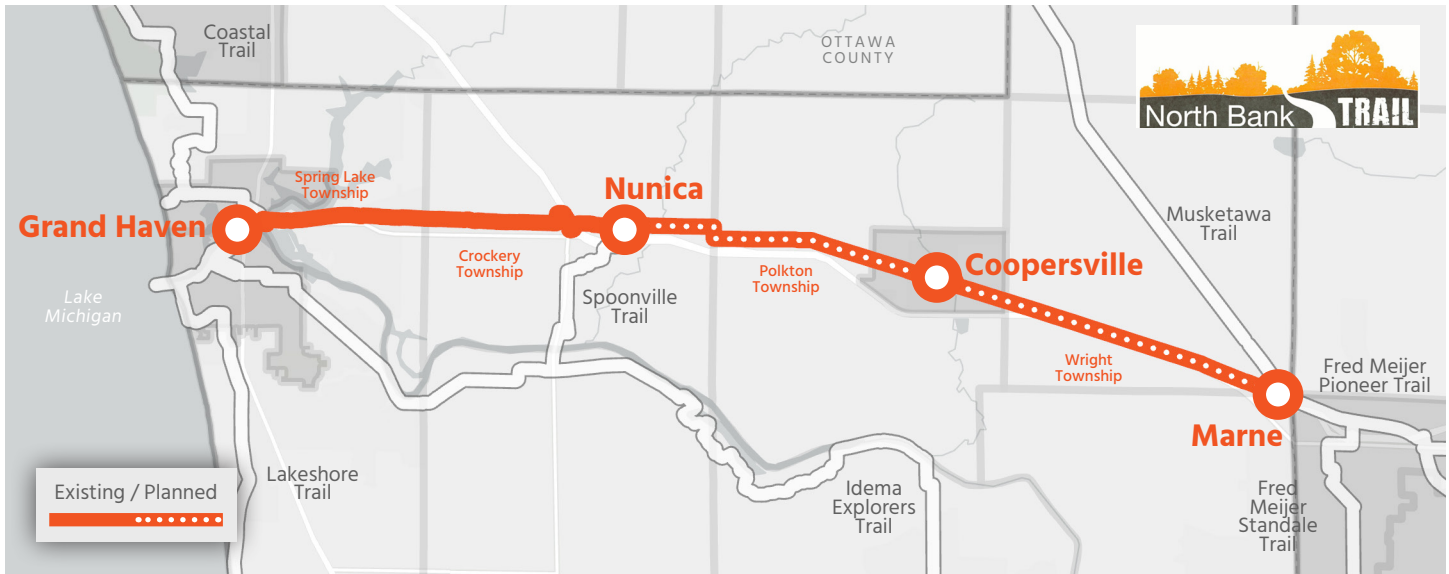 Coastal
Trail
OTTAWA
COUNTY
North Bank TRAIL
Spring Lake
Township
Nunica
Grand Haven
Musketawa
Trail
Crockery
Township
Polkton
Township
Coopersville
Lake
Michigan
Spoonville
Trail
Wright
Township
Fred Meijer
Pioneer Trail
Marne
Lakeshore
Trail
Existing / Planned
Idema
Explorers
Trail
Fred
Meijer
Standale
Trail